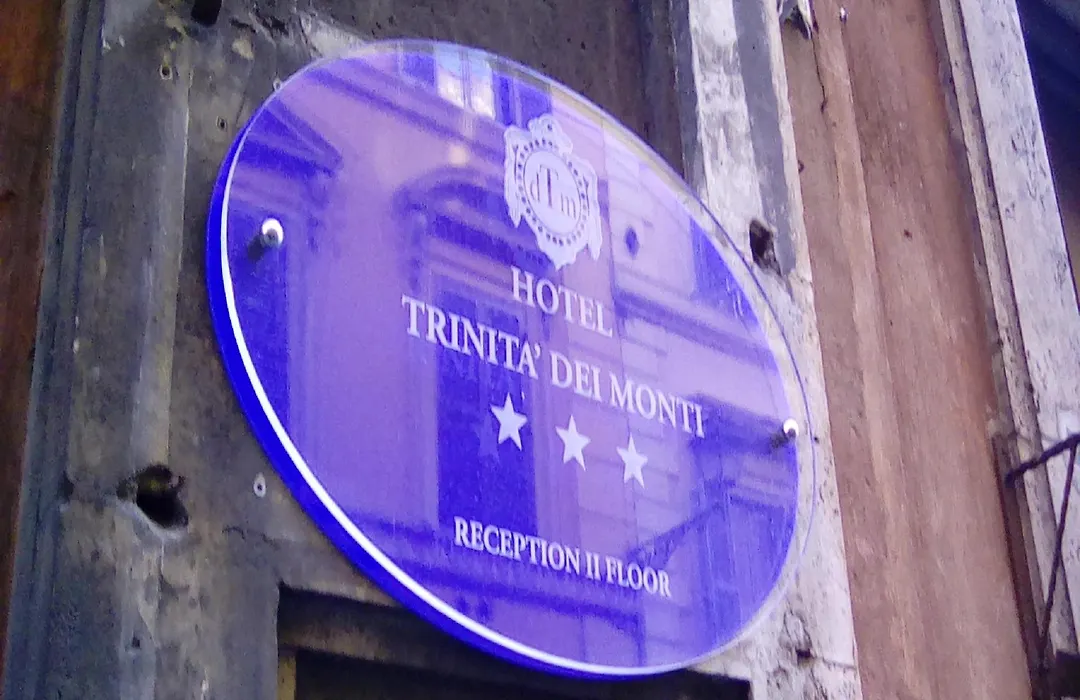 dTm
HOTEL
TRINITA' DEI MONTI
RECEPTION II FLOOR